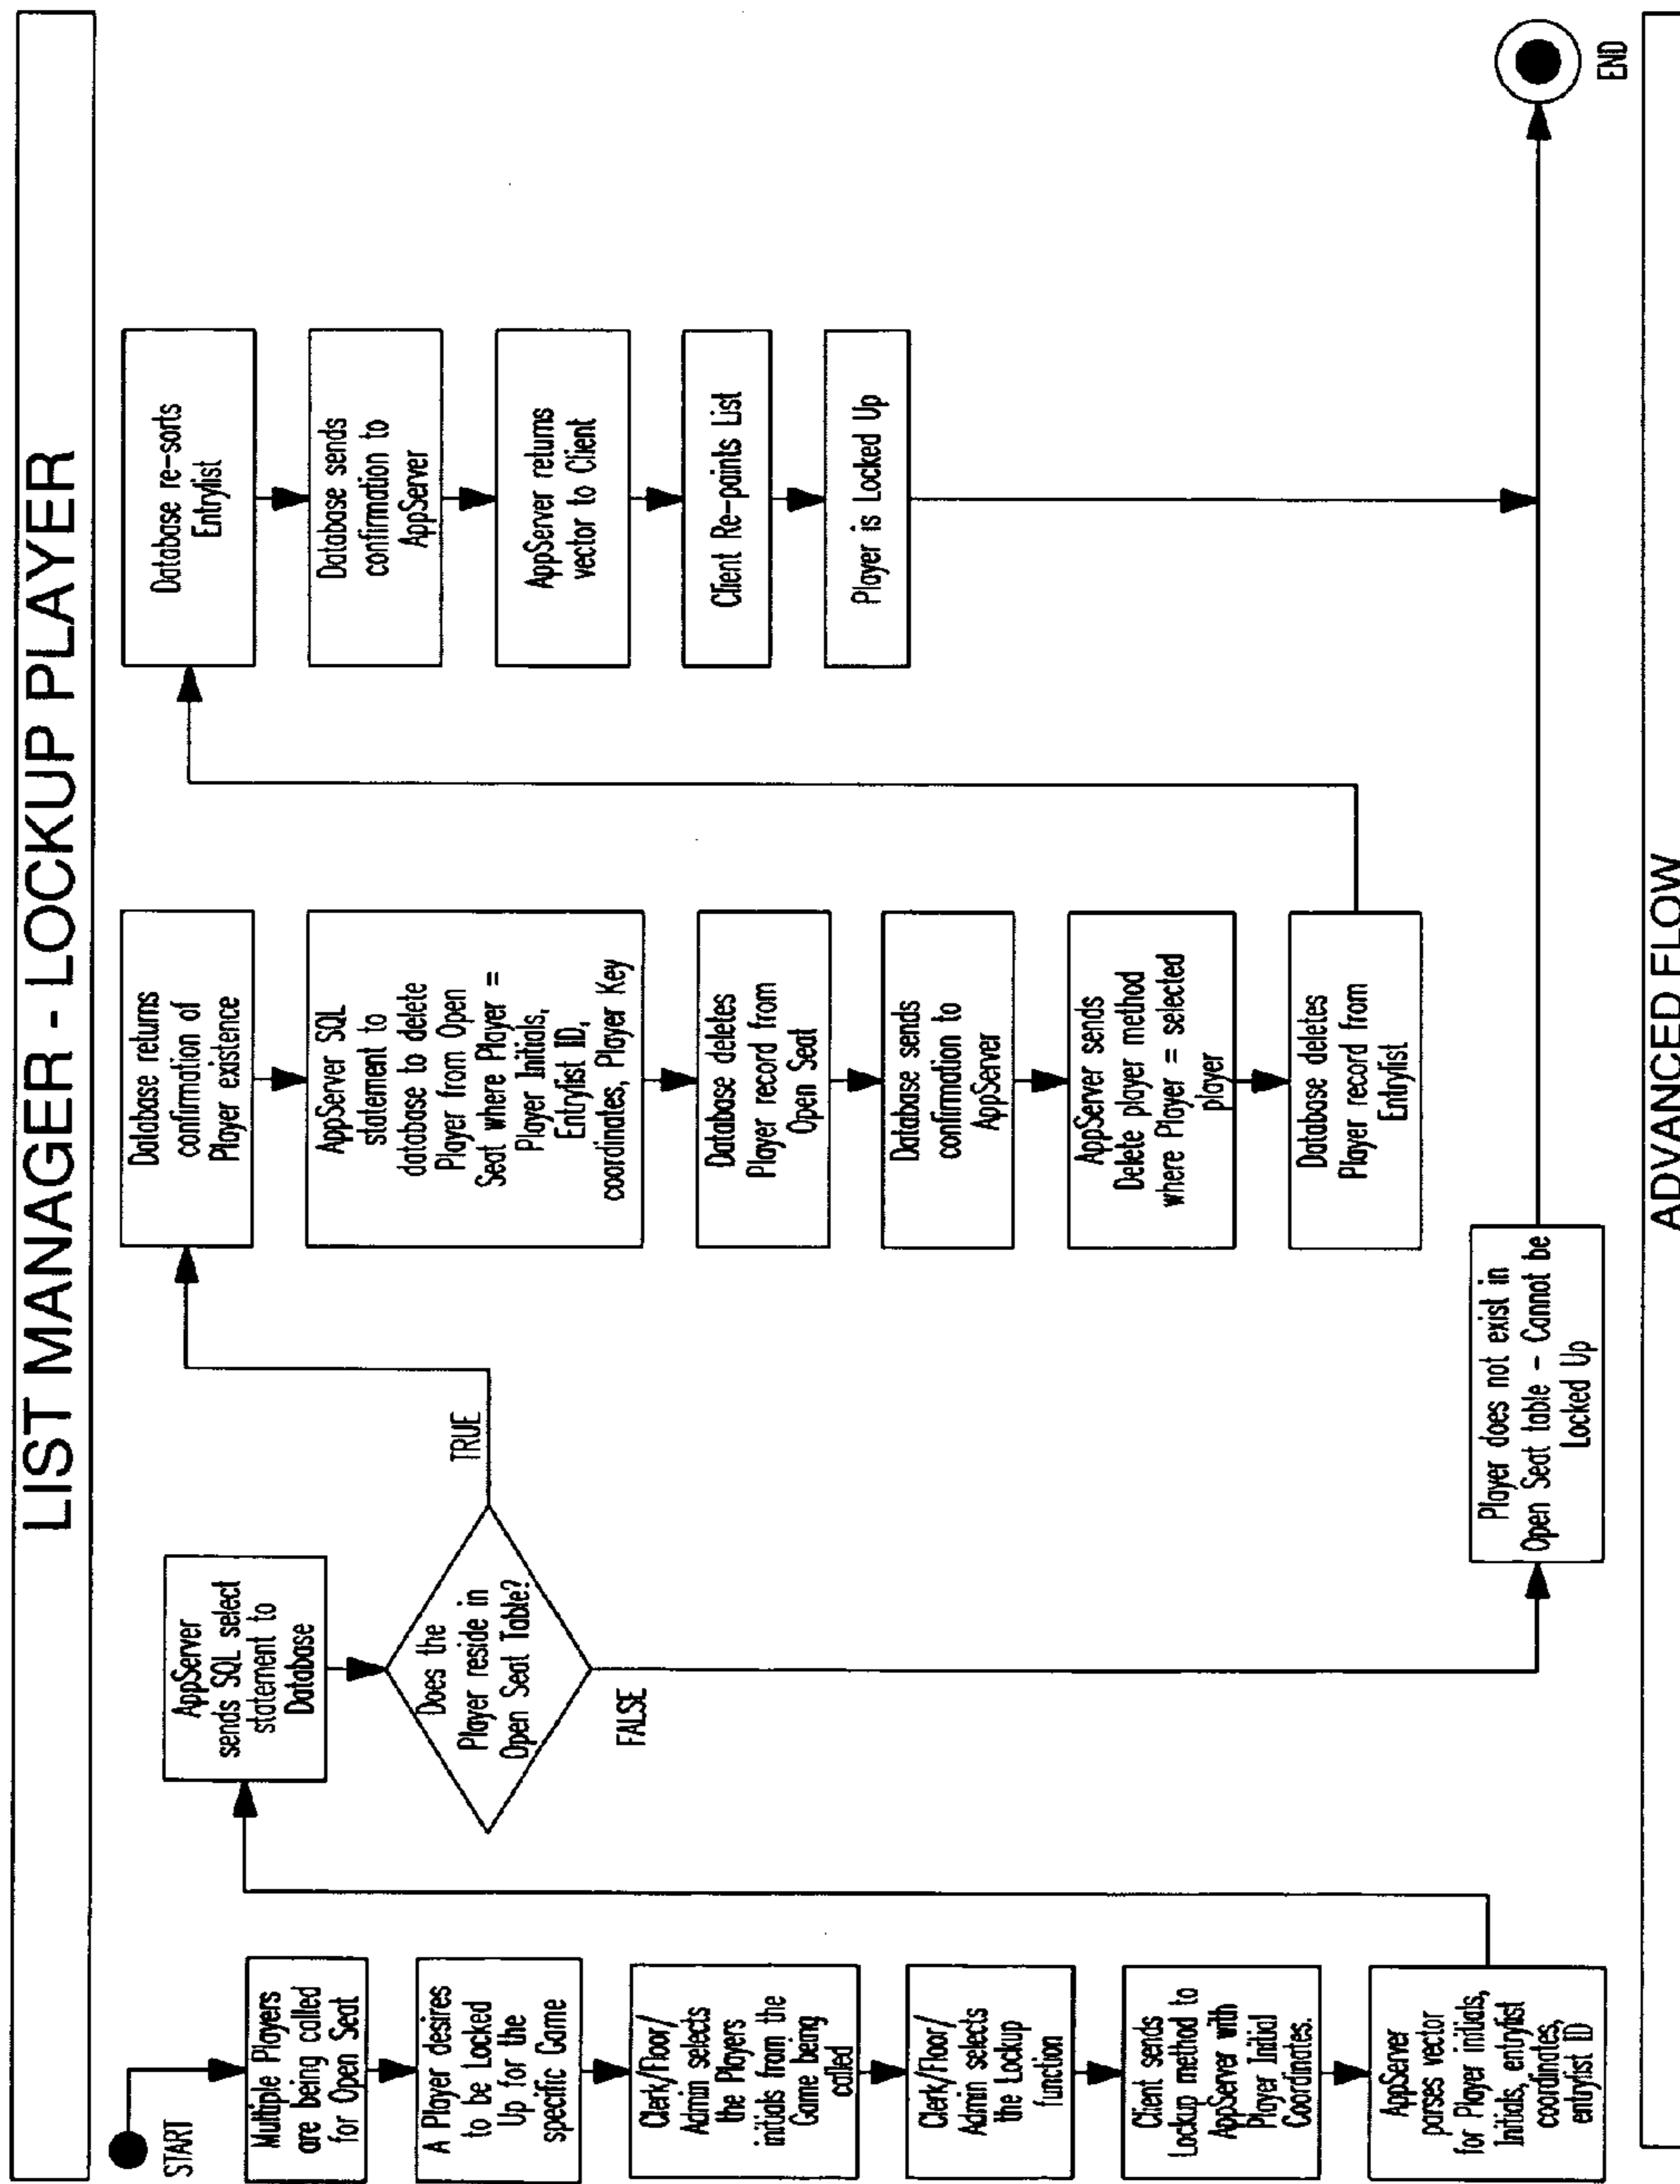 LIST MANAGER - LOCKUP PLAYER
START
Multiple Players
are being called
for Open Seat
A Player desires
to be Locked
Up for the
specific Game
Clerk/Floor/
Admin selects
the Players
initials from the
Game being
called
Clerk/Floor/
Admin selects
the Lockup
function
Client sends
Lockup method to
AppServer with
Player Initial
Coordinates.
AppServer
parses vector
for Player initials,
Initials, entrylist
coordinates,
entrylist ID
AppServer
sends SQL select
statement to
Database
Does the
Player reside in
Open Seat Table?
TRUE
FALSE
Player does not exist in
Open Seat table - Cannot be
Locked Up
Database returns
confirmation of
Player existence
AppServer SQL
statement to
database to delete
Player from Open
Seat where Player =
Player Initials,
Entrylist ID,
coordinates, Player Key
Database deletes
Player record from
Open Seat
Database sends
confirmation to
AppServer
AppServer sends
Delete player method
where Player = selected
player
Database deletes
Player record from
Entrylist
Database re-sorts
Entrylist
Database sends
confirmation to
AppServer
AppServer returns
vector to Client
Client Re-paints List
Player is Locked Up
END
ADVANCED FLOW